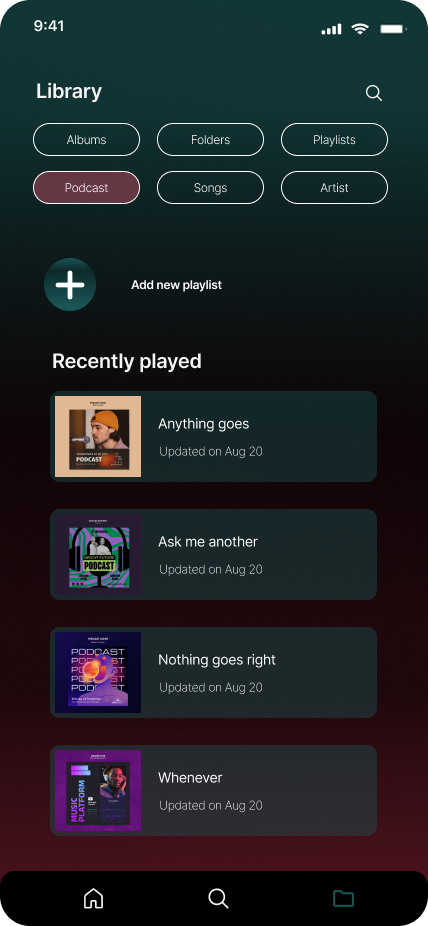 9:41
Library
Albums
Folders
Playlists
Podcast
Songs
Artist
Add new playlist
Recently played
Anything goes
Updated on Aug 20
PODCAST
Ask me another
Updated on Aug 20
BRIGHT FUTURE
PODCAST
Nothing goes right
Updated on Aug 20
PODCAST
Whenever
Updated on Aug 20
MUSIC
PLATFORM